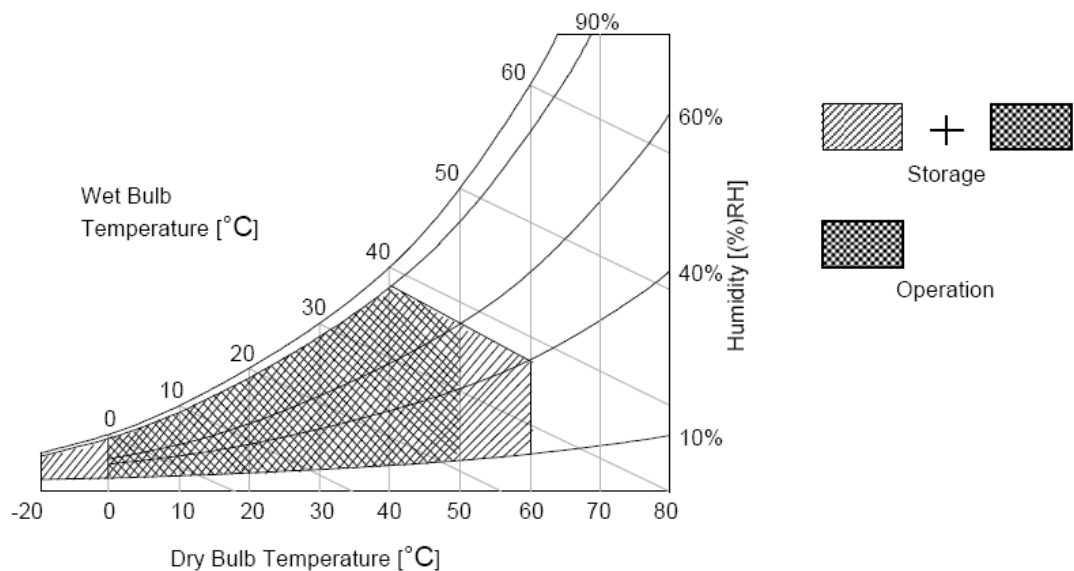 90%
60
60%
50
Wet Bulb
Temperature [°C]
Storage
40
40%
Humidity [(%)RH]
30
Operation
20
10
0
10%
-20 0 10 20 30 40 50 60 70 80
Dry Bulb Temperature [°C]